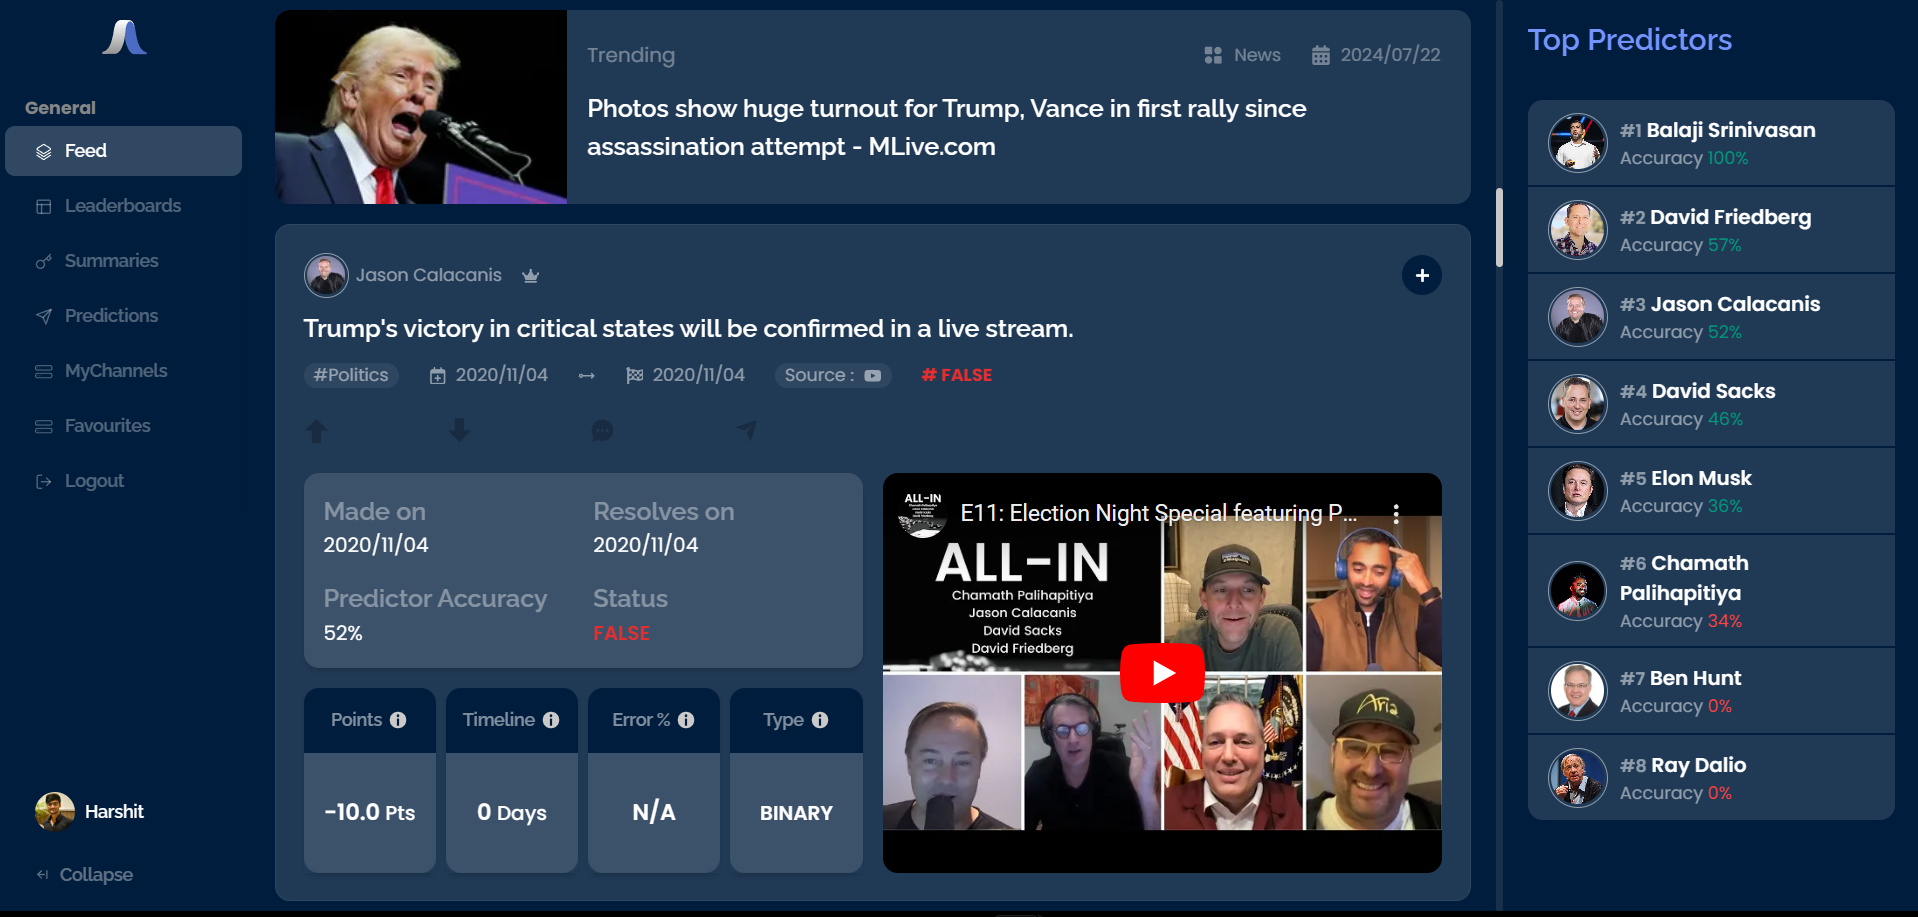 General
Feed
Leaderboards
Summaries
Predictions
MyChannels
Favourites
Logout
Harshit
Collapse
Trending
News
2024/07/22
Photos show huge turnout for Trump, Vance in first rally since
assassination attempt - MLive.com
Jason Calacanis
Trump's victory in critical states will be confirmed in a live stream.
#Politics
2020/11/04
2020/11/04
Source :
# FALSE
Made on
2020/11/04
Resolves on
2020/11/04
Predictor Accuracy
52%
Status
FALSE
Points
-10.0 Pts
Timeline
0 Days
Error %
N/A
Type
BINARY
ALL-IN
E11: Election Night Special featuring P...
ALL-IN
Chamath Palihapitiya
Jason Calacanis
David Sacks
David Friedberg
Aria
Top Predictors
#1 Balaji Srinivasan
Accuracy 100%
#2 David Friedberg
Accuracy 57%
#3 Jason Calacanis
Accuracy 52%
#4 David Sacks
Accuracy 46%
#5 Elon Musk
Accuracy 36%
#6 Chamath
Palihapitiya
Accuracy 34%
#7 Ben Hunt
Accuracy 0%
#8 Ray Dalio
Accuracy 0%